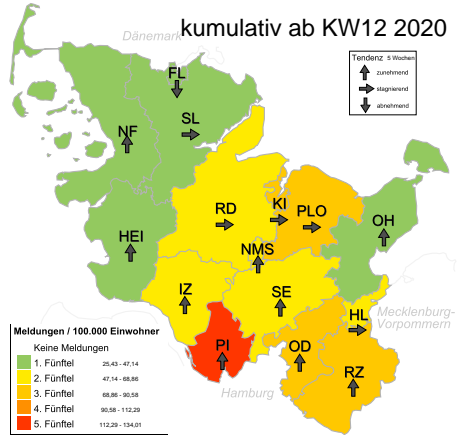 kumulativ ab KW12 2020
Dänemark
Tendenz 5 Wochen
zunehmend
stagnierend
abnehmend
FL
SL
NF
KI
RD
PLO
OH
HEI
NMS
IZ
SE
HL
Mecklenburg-
Vorpommern
PI
OD
RZ
Hamburg
Meldungen / 100.000 Einwohner
Keine Meldungen
1. Fünftel 25,43 - 47,14
2. Fünftel 47,14 - 68,86
3. Fünftel 68,86 - 90,58
4. Fünftel 90,58 - 112,29
5. Fünftel 112,29 - 134,01